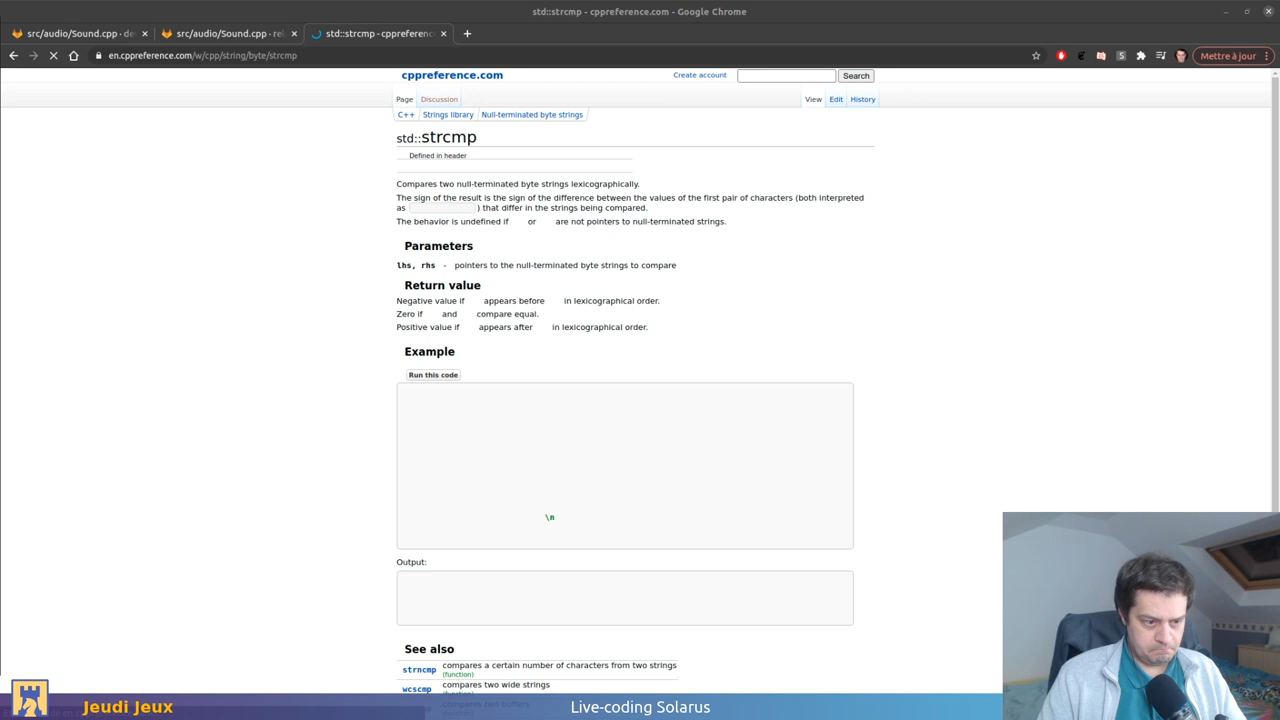 std::strcmp - cppreference.com - Google Chrome
src/audio/Sound.cpp - de
src/audio/Sound.cpp - rel
std::strcmp - cppreferenc
en.cppreference.com/w/cpp/string/byte/strcmp
Mettre à jour
cppreference.com
Create account
Search
Page Discussion
View Edit History
C++ Strings library Null-terminated byte strings
std::strcmp
Defined in header
Compares two null-terminated byte strings lexicographically.
The sign of the result is the sign of the difference between the values of the first pair of characters (both interpreted
as ) that differ in the strings being compared.
The behavior is undefined if or are not pointers to null-terminated strings.
Parameters
lhs, rhs - pointers to the null-terminated byte strings to compare
Return value
Negative value if appears before in lexicographical order.
Zero if and compare equal.
Positive value if appears after in lexicographical order.
Example
Run this code
\n
Output:
See also
strncmp compares a certain number of characters from two strings
(function)
wcscmp compares two wide strings
Jeudi Jeux
Live-coding Solarus